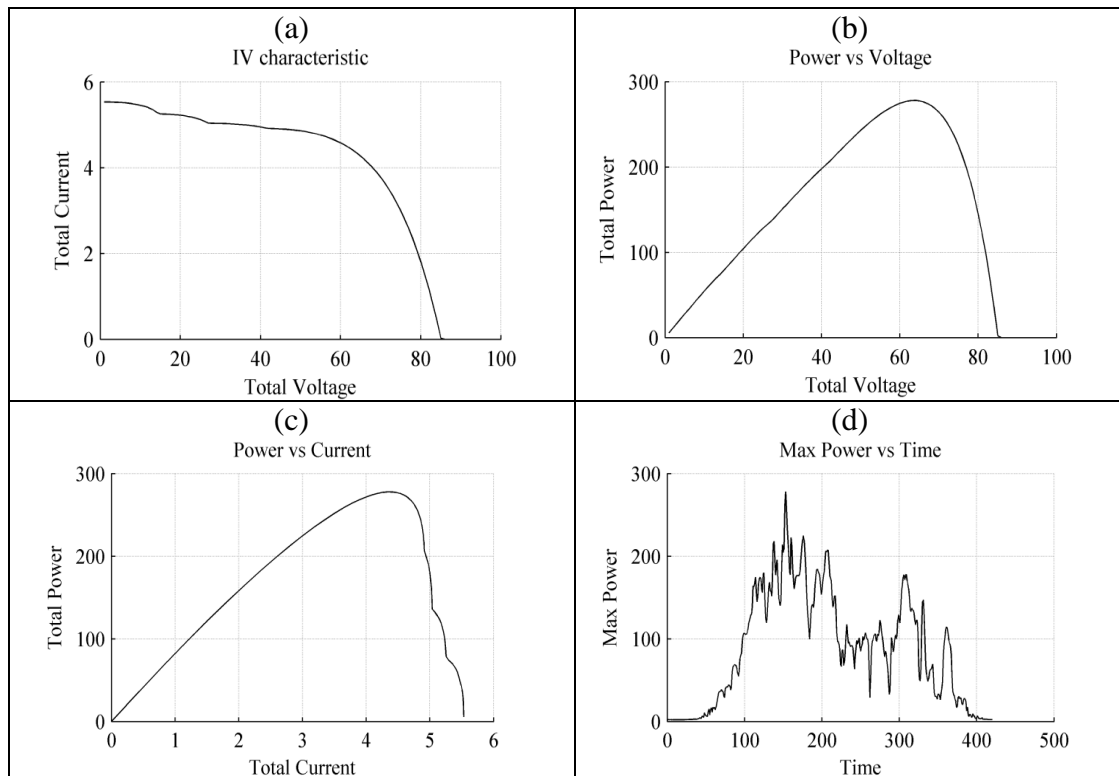 (a)
IV characteristic
6
4
2
0
0 20 40 60 80 100
Total Current
Total Voltage
(b)
Power vs Voltage
300
200
100
0
0 20 40 60 80 100
Total Power
Total Voltage
(c)
Power vs Current
300
200
100
0
0 1 2 3 4 5 6
Total Power
Total Current
(d)
Max Power vs Time
300
200
100
0
0 100 200 300 400 500
Max Power
Time